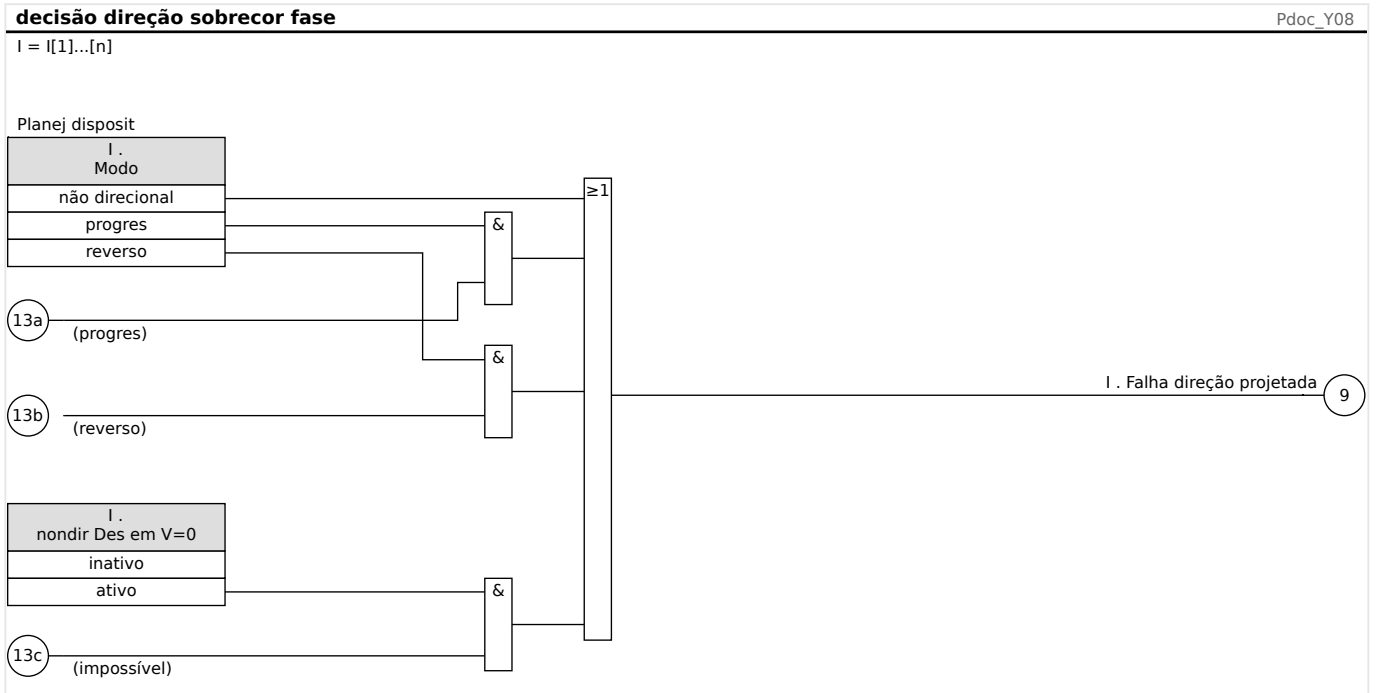 decisão direção sobrecor fase
Pdoc_Y08
I = I[1]...[n]
Planej disposit
I .
Modo
não direcional
progres
reverso
≥1
&
13a
(progres)
&
13b
(reverso)
I . Falha direção projetada
9
I .
nondir Des em V=0
inativo
ativo
&
13c
(impossível)